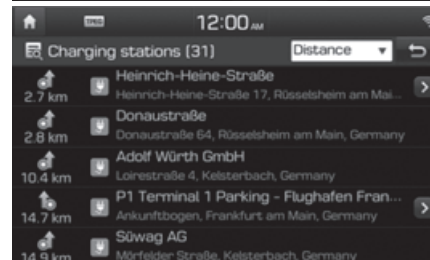 TPEG 12:00 AM
Charging stations (31) Distance
Heinrich-Heine-Straße
2.7 km Heinrich-Heine-Straße 17, Rüsselsheim am Mai...
Donaustraße
2.8 km Donaustraße 64, Rüsselsheim am Main, Germany
Adolf Würth GmbH
10.4 km Loirestraße 4, Kelsterbach, Germany
P1 Terminal 1 Parking - Flughafen Fran...
14.7 km Ankunftbogen, Frankfurt am Main, Germany
Süwag AG
14.9 km Mörfelder Straße, Kelsterbach, Germany